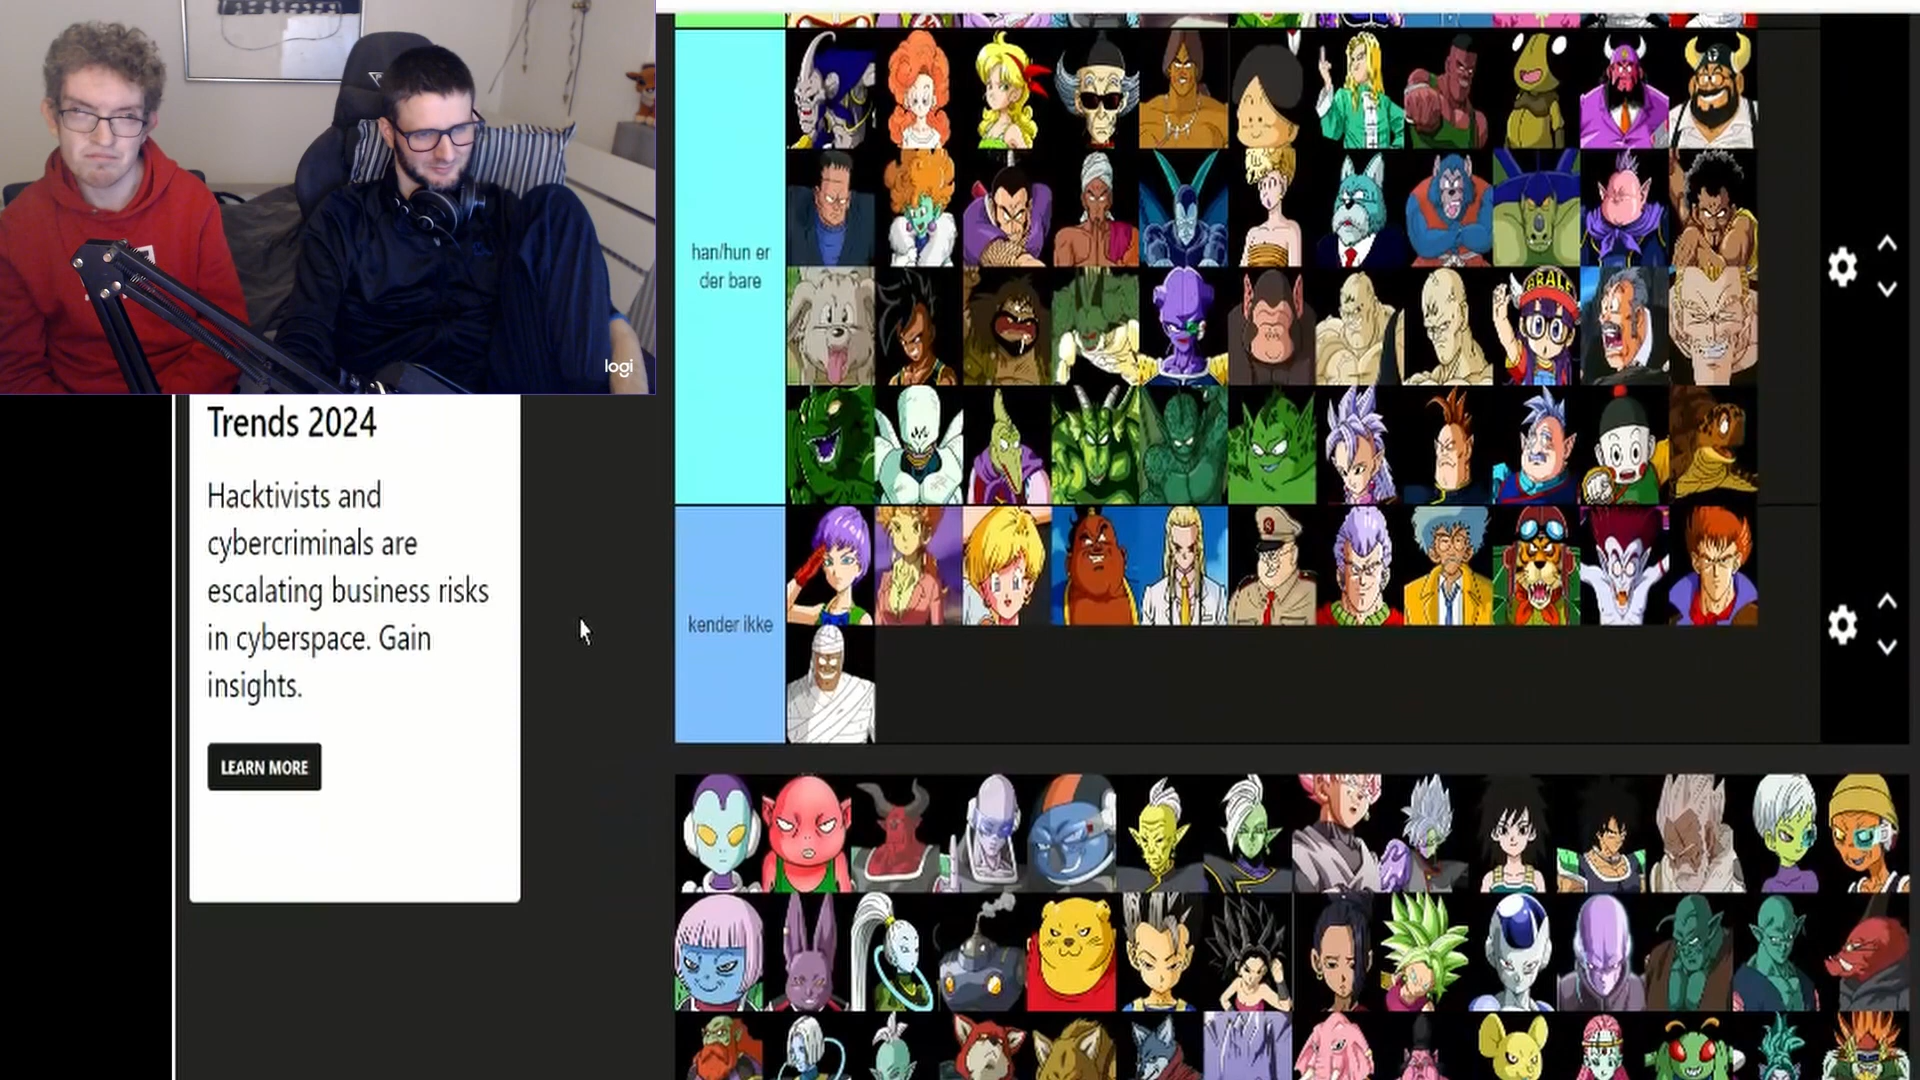 logi
Trends 2024
Hacktivists and
cybercriminals are
escalating business risks
in cyberspace. Gain
insights.
LEARN MORE
han/hun er
der bare
kender ikke